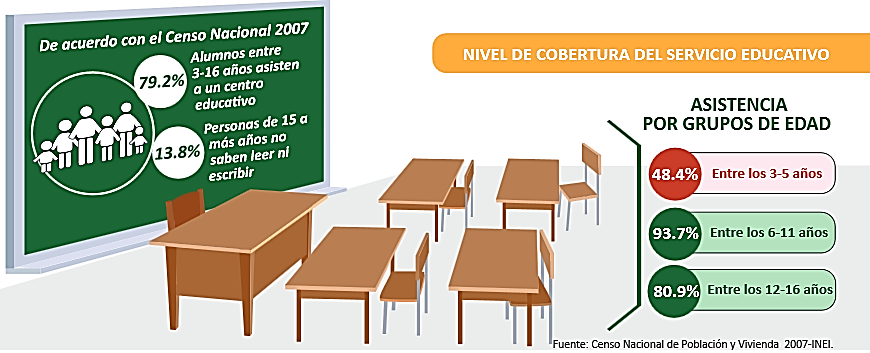 De acuerdo con el Censo Nacional 2007
79.2%
Alumnos entre
3-16 años asisten
a un centro
educativo
13.8%
Personas de 15 a
más años no
saben leer ni
escribir
NIVEL DE COBERTURA DEL SERVICIO EDUCATIVO
ASISTENCIA
POR GRUPOS DE EDAD
48.4% Entre los 3-5 años
93.7% Entre los 6-11 años
80.9% Entre los 12-16 años
Fuente: Censo Nacional de Población y Vivienda 2007-INEI.